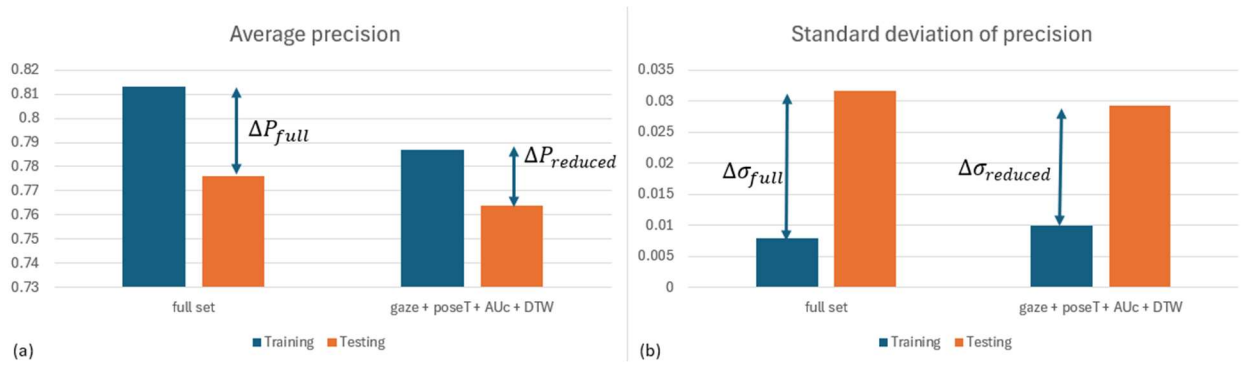 Average precision
0.82
0.81
0.8
0.79
0.78
0.77
0.76
0.75
0.74
0.73
ΔP_full
ΔP_reduced
full set
gaze + poseT + AUc + DTW
Training Testing
(a)
Standard deviation of precision
0.035
0.03
0.025
0.02
0.015
0.01
0.005
0
Δσ_full
Δσ_reduced
full set
gaze + poseT + AUc + DTW
Training Testing
(b)